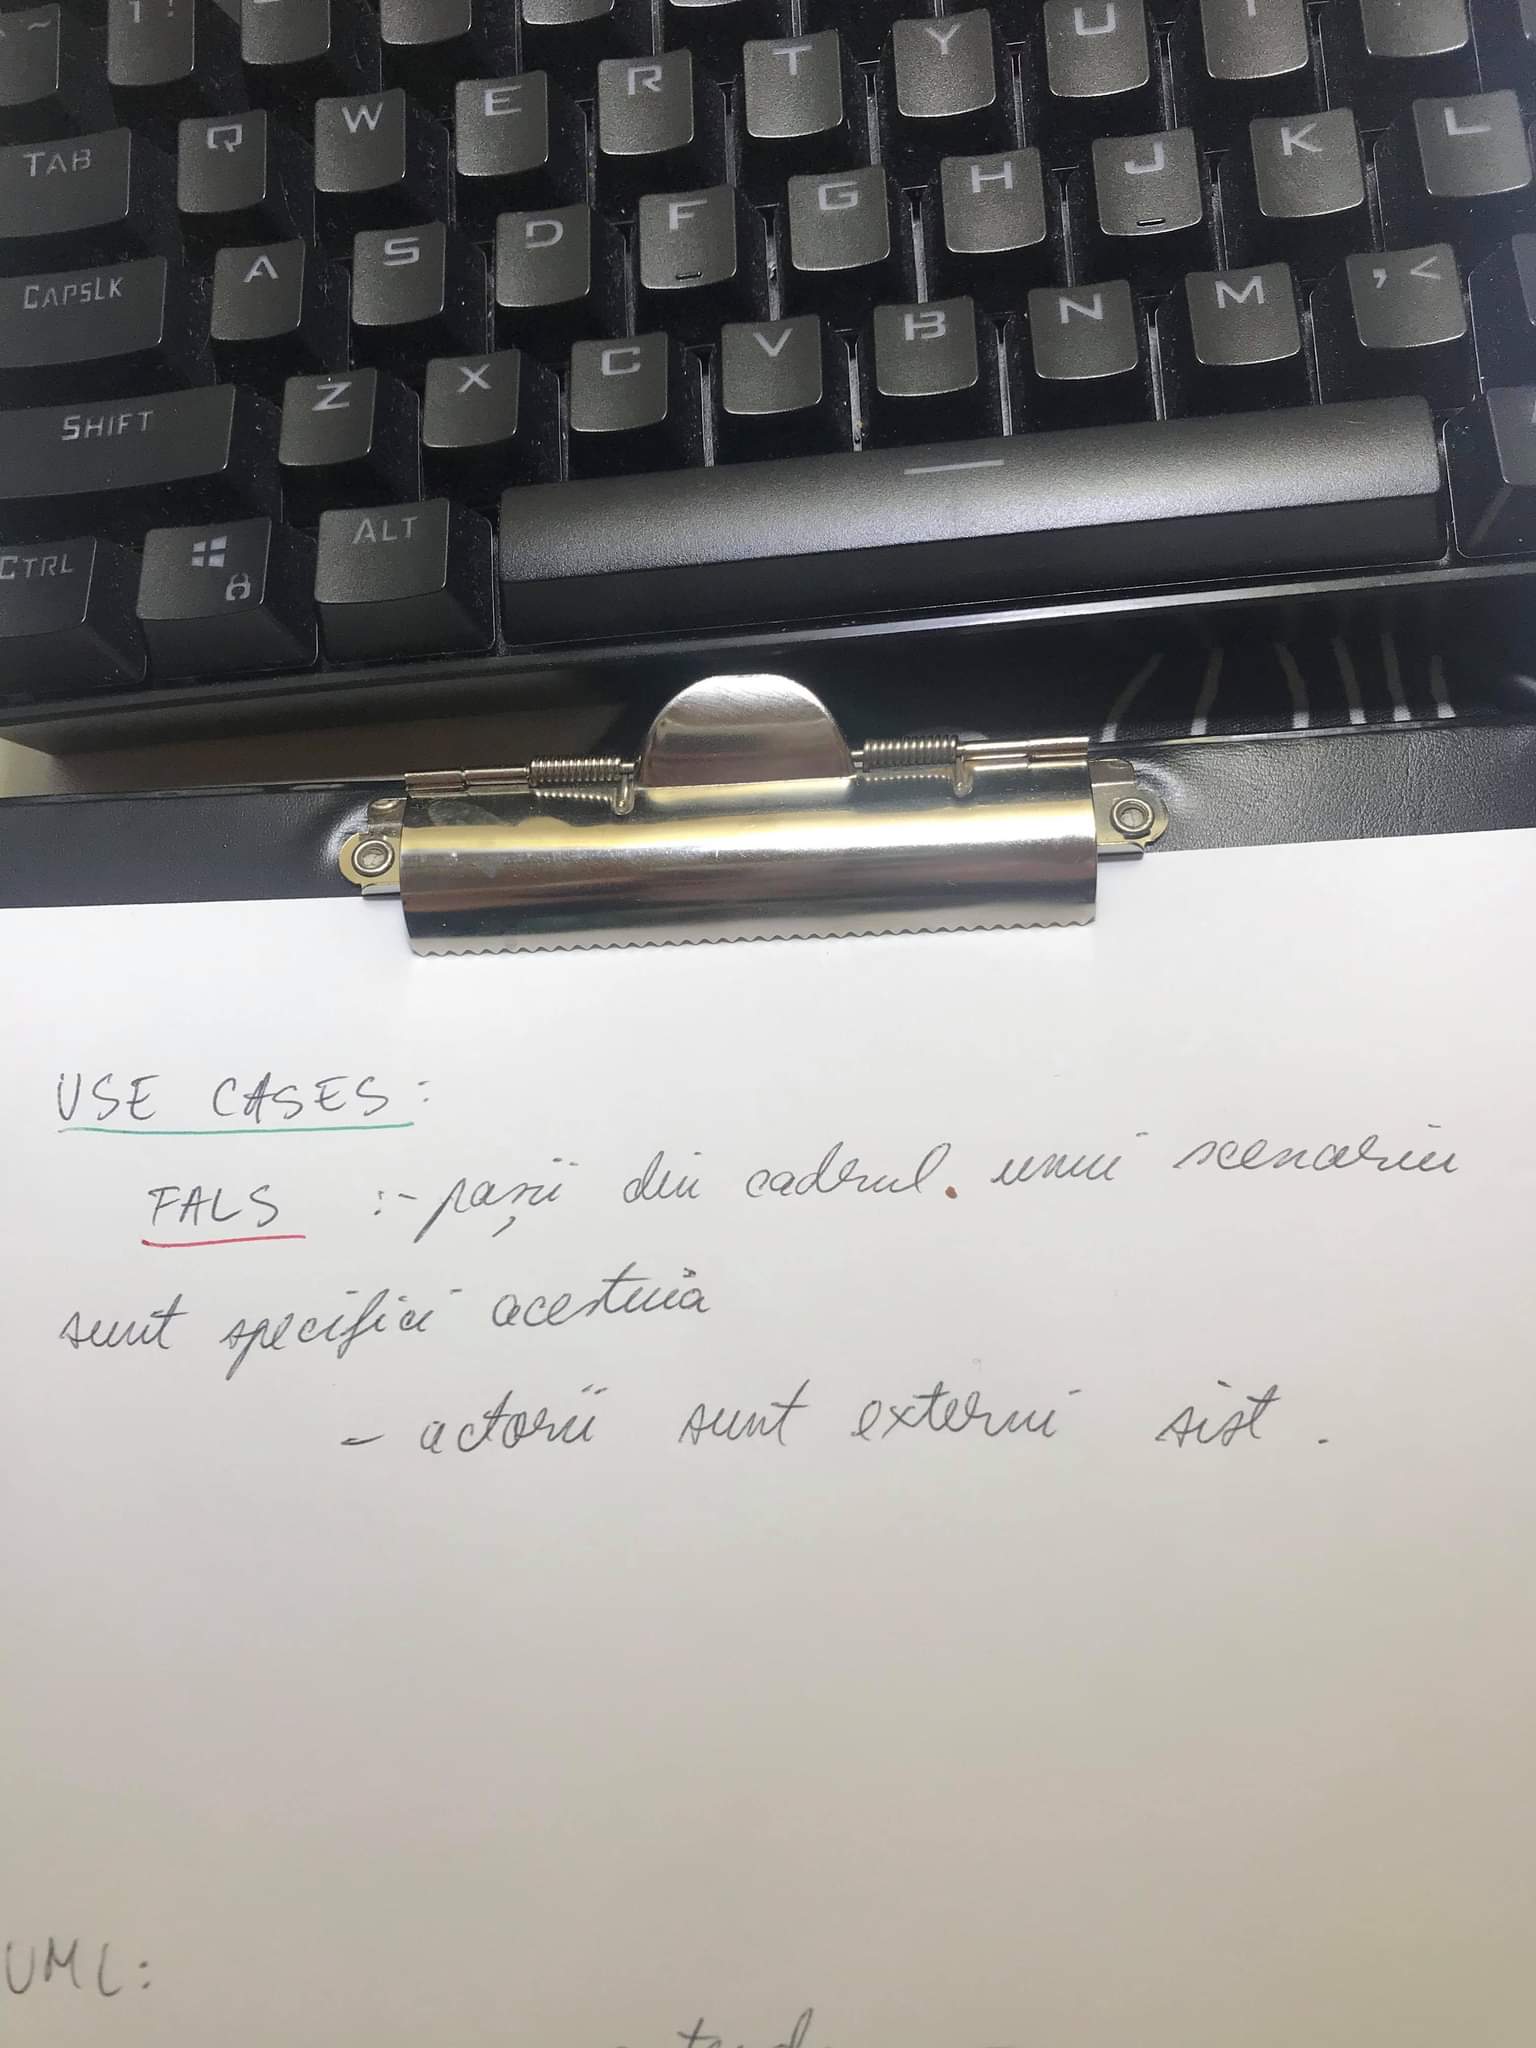 ~ 1 !
TAB Q W E R T Y U I
CAPSLK A S D F G H J K L
SHIFT Z X C V B N M , <
CTRL ALT
USE CASES:
FALS :- pașii din cadrul. unui scenariu
sunt specifici acestuia
- actorii sunt externi sist.
UML: